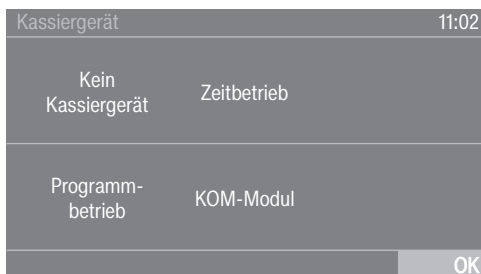 Kassiergerät 11:02
Kein
Kassiergerät
Zeitbetrieb
Programm-
betrieb
KOM-Modul
OK